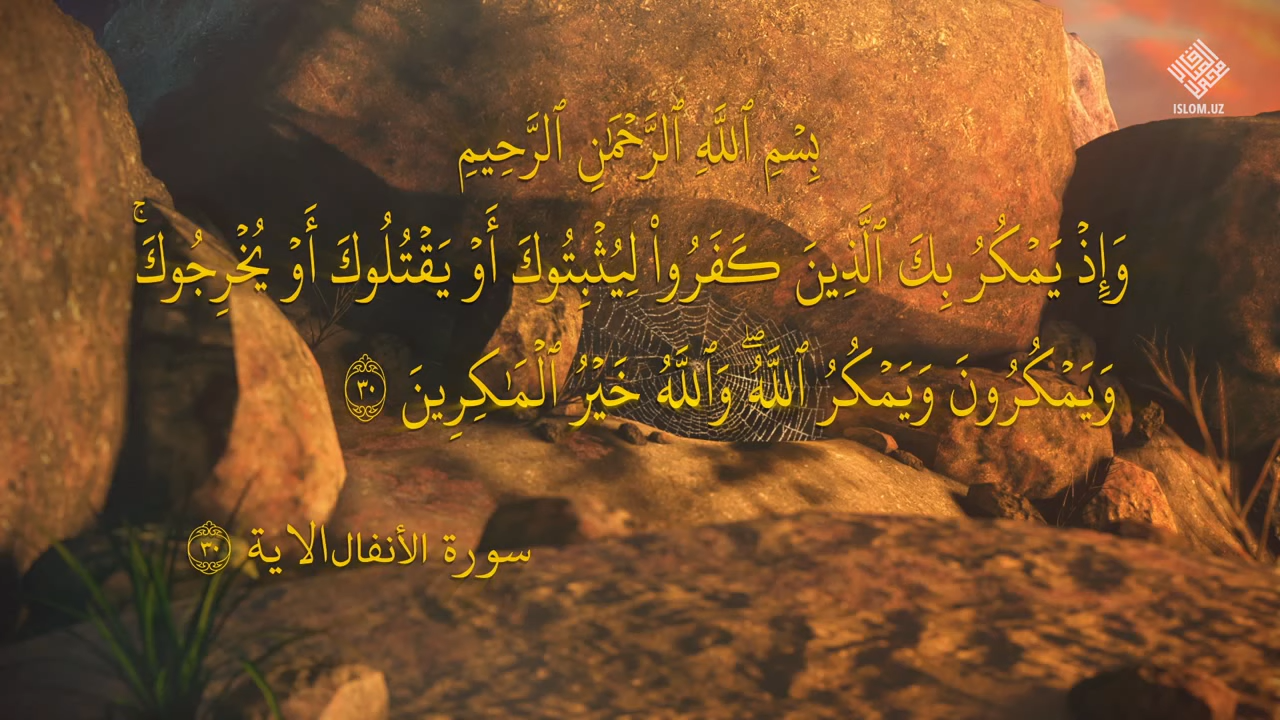 ISLOM.UZ
بِسْمِ ٱللَّهِ ٱلرَّحْمَٰنِ ٱلرَّحِيمِ
وَإِذْ يَمْكُرُ بِكَ ٱلَّذِينَ كَفَرُوا۟ لِيُثْبِتُوكَ أَوْ يَقْتُلُوكَ أَوْ يُخْرِجُوكَ ۚ
وَيَمْكُرُونَ وَيَمْكُرُ ٱللَّهُ ۖ وَٱللَّهُ خَيْرُ ٱلْمَٰكِرِينَ ٣٠
سورة الأنفال الاية ٣٠